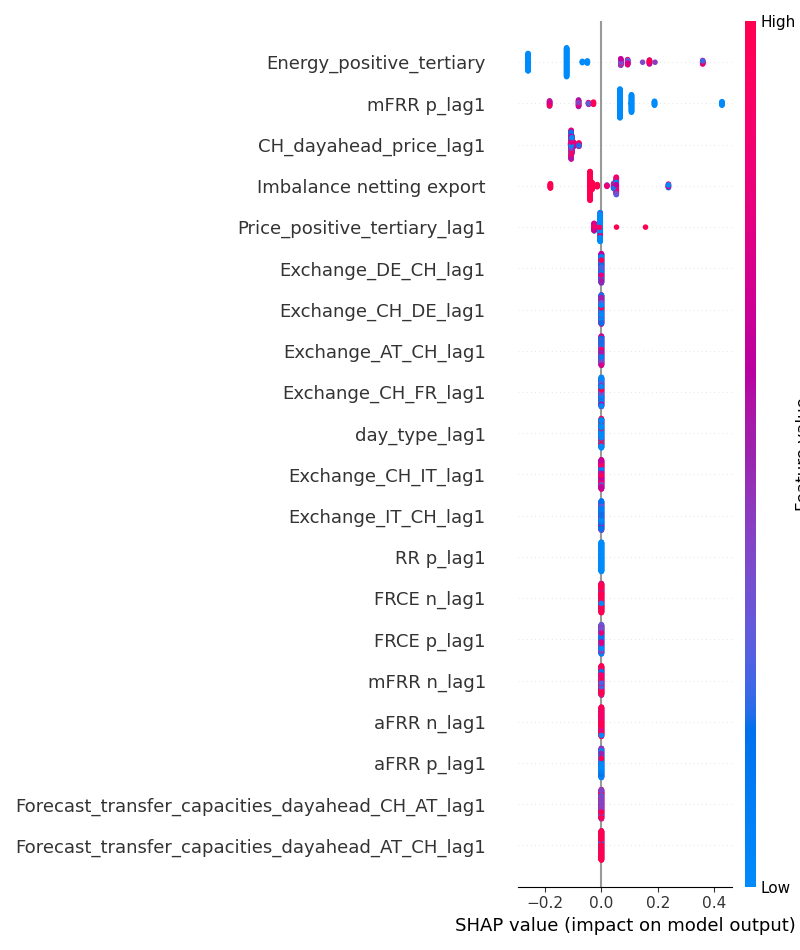 High
Energy_positive_tertiary
mFRR p_lag1
CH_dayahead_price_lag1
Imbalance netting export
Price_positive_tertiary_lag1
Exchange_DE_CH_lag1
Exchange_CH_DE_lag1
Exchange_AT_CH_lag1
Exchange_CH_FR_lag1
day_type_lag1
Exchange_CH_IT_lag1
Exchange_IT_CH_lag1
RR p_lag1
FRCE n_lag1
FRCE p_lag1
mFRR n_lag1
aFRR n_lag1
aFRR p_lag1
Forecast_transfer_capacities_dayahead_CH_AT_lag1
Forecast_transfer_capacities_dayahead_AT_CH_lag1
Low
−0.2 0.0 0.2 0.4
SHAP value (impact on model output)